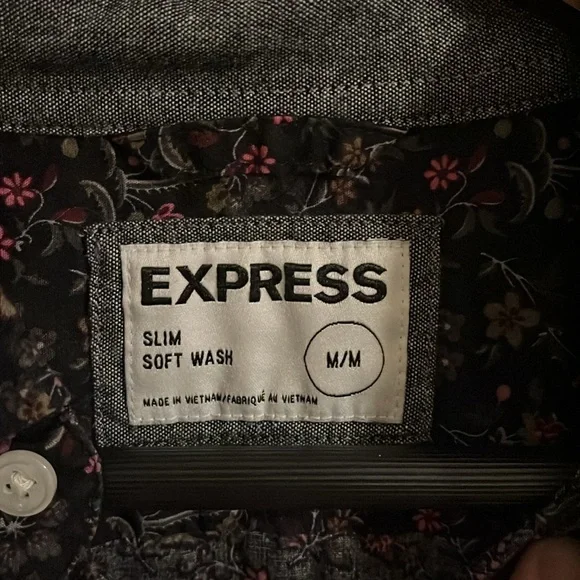 EXPRESS
SLIM
SOFT WASH
M/M
MADE IN VIETNAM/FABRIQUÉ AU VIETNAM